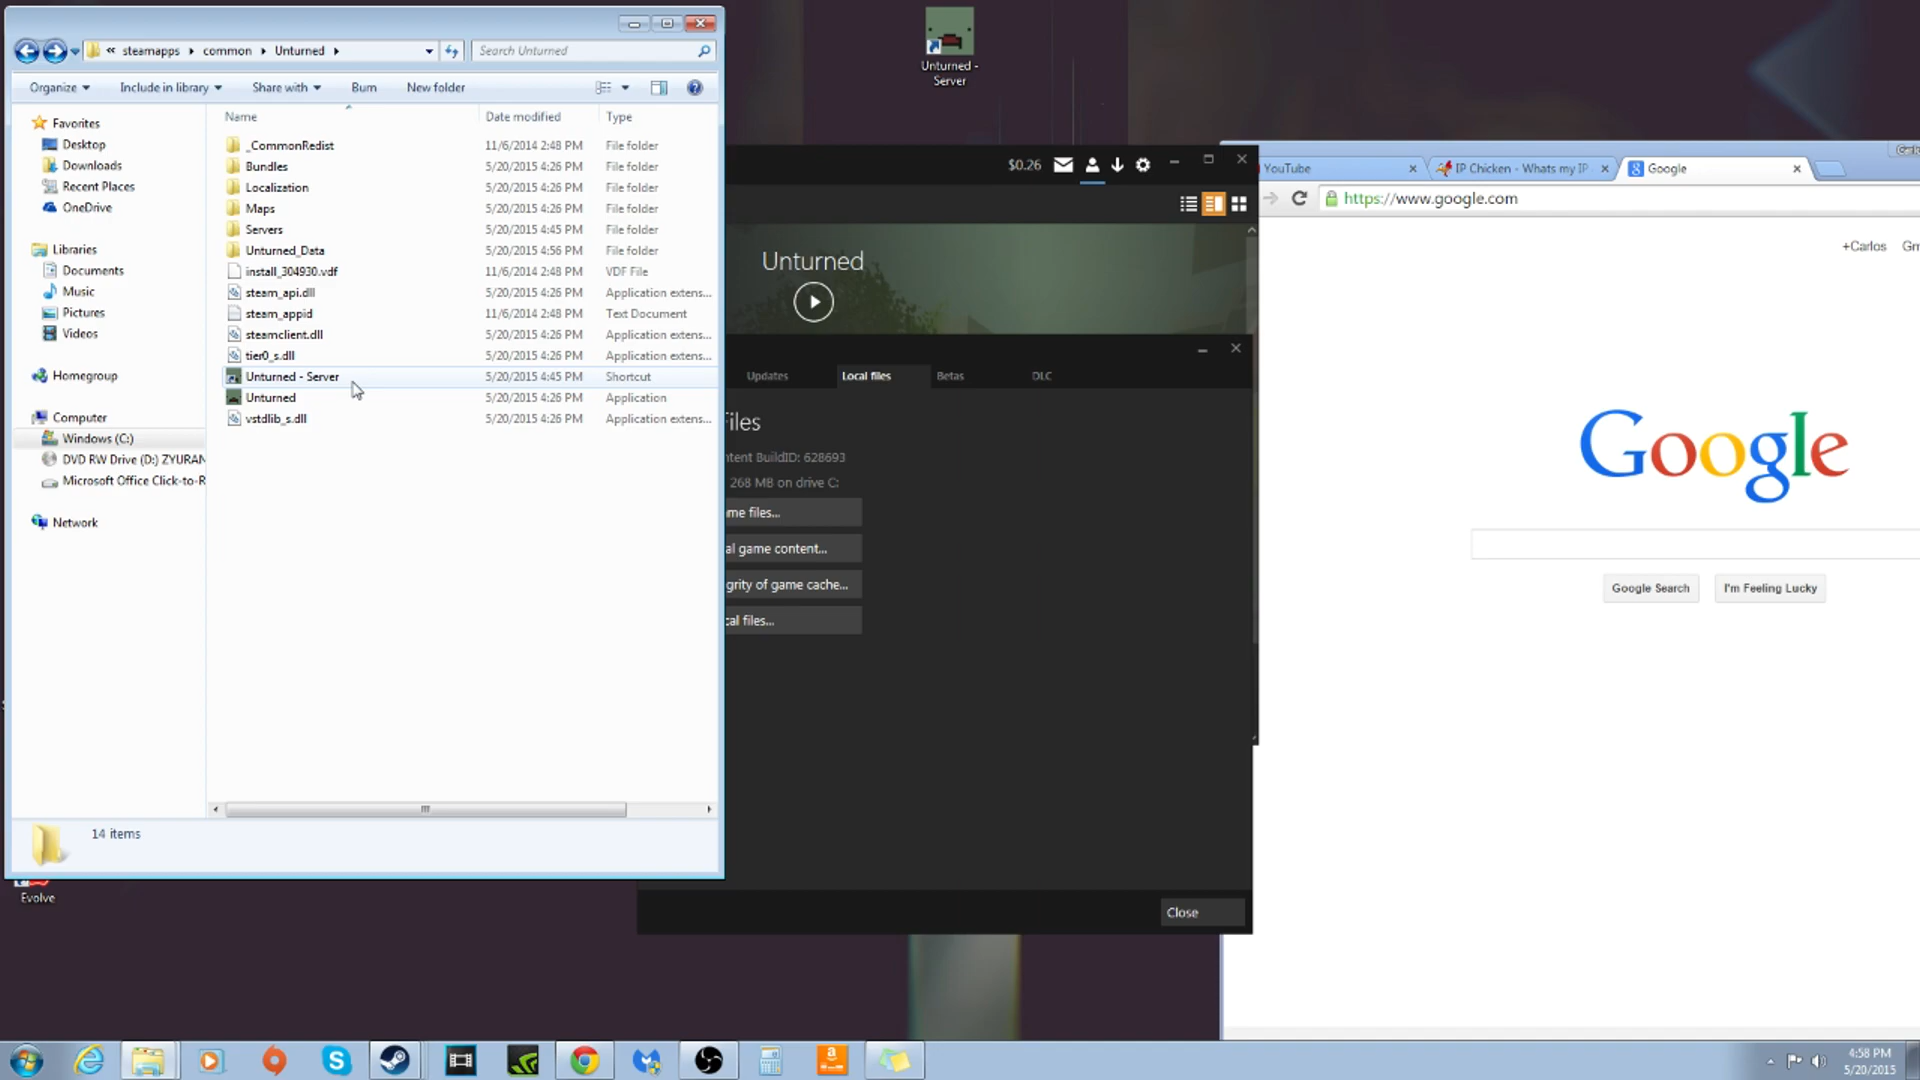 « steamapps ▸ common ▸ Unturned ▸
Search Unturned
Organize
Include in library
Share with
Burn
New folder
Name
Date modified
Type
_CommonRedist 11/6/2014 2:48 PM File folder
Bundles 5/20/2015 4:26 PM File folder
Localization 5/20/2015 4:26 PM File folder
Maps 5/20/2015 4:26 PM File folder
Servers 5/20/2015 4:45 PM File folder
Unturned_Data 5/20/2015 4:56 PM File folder
install_304930.vdf 11/6/2014 2:48 PM VDF File
steam_api.dll 5/20/2015 4:26 PM Application extens...
steam_appid 11/6/2014 2:48 PM Text Document
steamclient.dll 5/20/2015 4:26 PM Application extens...
tier0_s.dll 5/20/2015 4:26 PM Application extens...
Unturned - Server 5/20/2015 4:45 PM Shortcut
Unturned 5/20/2015 4:26 PM Application
vstdlib_s.dll 5/20/2015 4:26 PM Application extens...
Favorites
Desktop
Downloads
Recent Places
OneDrive
Libraries
Documents
Music
Pictures
Videos
Homegroup
Computer
Windows (C:)
DVD RW Drive (D:) ZYURAN
Microsoft Office Click-to-R
Network
14 items
Evolve
Unturned -
Server
$0.26
Unturned
Updates
Local files
Betas
DLC
Files
ntent BuildID: 628693
268 MB on drive C:
me files...
al game content...
grity of game cache...
cal files...
Close
YouTube
IP Chicken - Whats my IP
Google
https://www.google.com
+Carlos
Google
Google Search
I'm Feeling Lucky
4:58 PM
5/20/2015